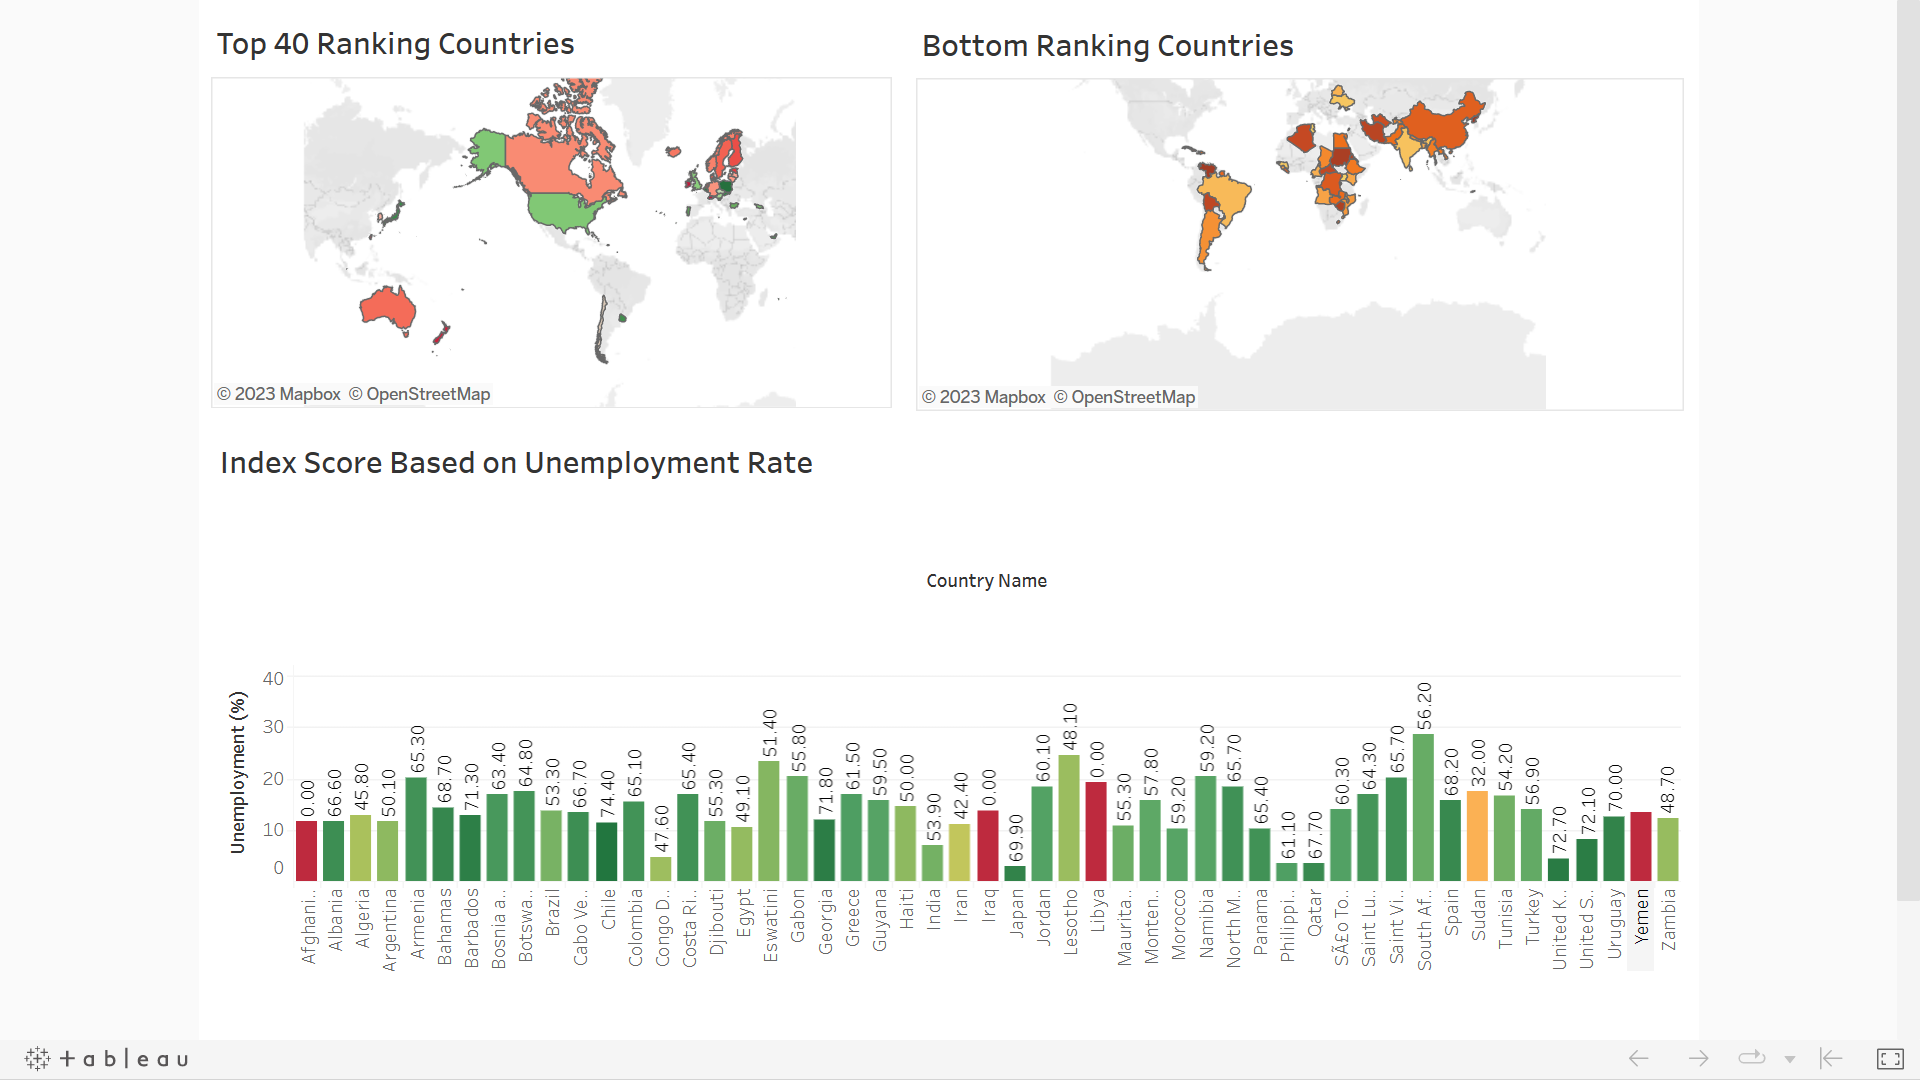 Top 40 Ranking Countries
Bottom Ranking Countries
© 2023 Mapbox © OpenStreetMap
© 2023 Mapbox © OpenStreetMap
Index Score Based on Unemployment Rate
Country Name
Unemployment (%)
40
30
20
10
0
0.00
66.60
45.80
50.10
65.30
68.70
71.30
63.40
64.80
53.30
66.70
74.40
65.10
47.60
65.40
55.30
49.10
51.40
55.80
71.80
61.50
59.50
50.00
53.90
42.40
0.00
69.90
60.10
48.10
0.00
55.30
57.80
59.20
59.20
65.70
65.40
61.10
67.70
60.30
64.30
65.70
56.20
68.20
32.00
54.20
56.90
72.70
72.10
70.00
48.70
Afghani..
Albania
Algeria
Argentina
Armenia
Bahamas
Barbados
Bosnia a..
Botswa..
Brazil
Cabo Ve..
Chile
Colombia
Congo D..
Costa Ri..
Djibouti
Egypt
Eswatini
Gabon
Georgia
Greece
Guyana
Haiti
India
Iran
Iraq
Japan
Jordan
Lesotho
Libya
Maurita..
Monten..
Morocco
Namibia
North M..
Panama
Philippi..
Qatar
SÃ£o To..
Saint Lu..
Saint Vi..
South Af..
Spain
Sudan
Tunisia
Turkey
United K..
United S..
Uruguay
Yemen
Zambia
+ableau